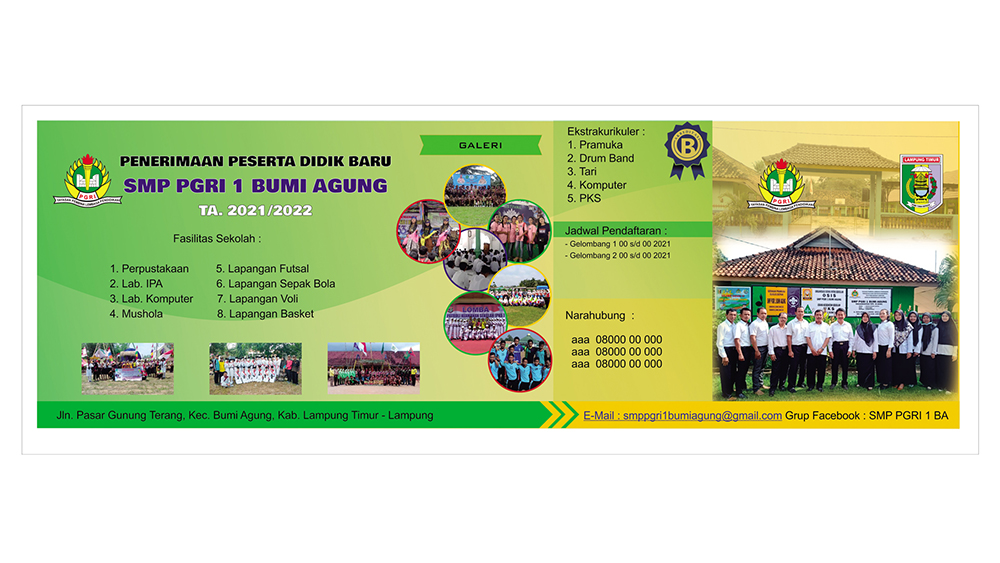 PENERIMAAN PESERTA DIDIK BARU
SMP PGRI 1 BUMI AGUNG
TA. 2021/2022
PGRI
Fasilitas Sekolah :
1. Perpustakaan
2. Lab. IPA
3. Lab. Komputer
4. Mushola
5. Lapangan Futsal
6. Lapangan Sepak Bola
7. Lapangan Voli
8. Lapangan Basket
GALERI
LOMBA
Ekstrakurikuler :
1. Pramuka
2. Drum Band
3. Tari
4. Komputer
5. PKS
B
Jadwal Pendaftaran :
- Gelombang 1 00 s/d 00 2021
- Gelombang 2 00 s/d 00 2021
Narahubung :
aaa 08000 00 000
aaa 08000 00 000
aaa 08000 00 000
PGRI
LAMPUNG TIMUR
OSIS
Jln. Pasar Gunung Terang, Kec. Bumi Agung, Kab. Lampung Timur - Lampung
E-Mail : smppgri1bumiagung@gmail.com Grup Facebook : SMP PGRI 1 BA